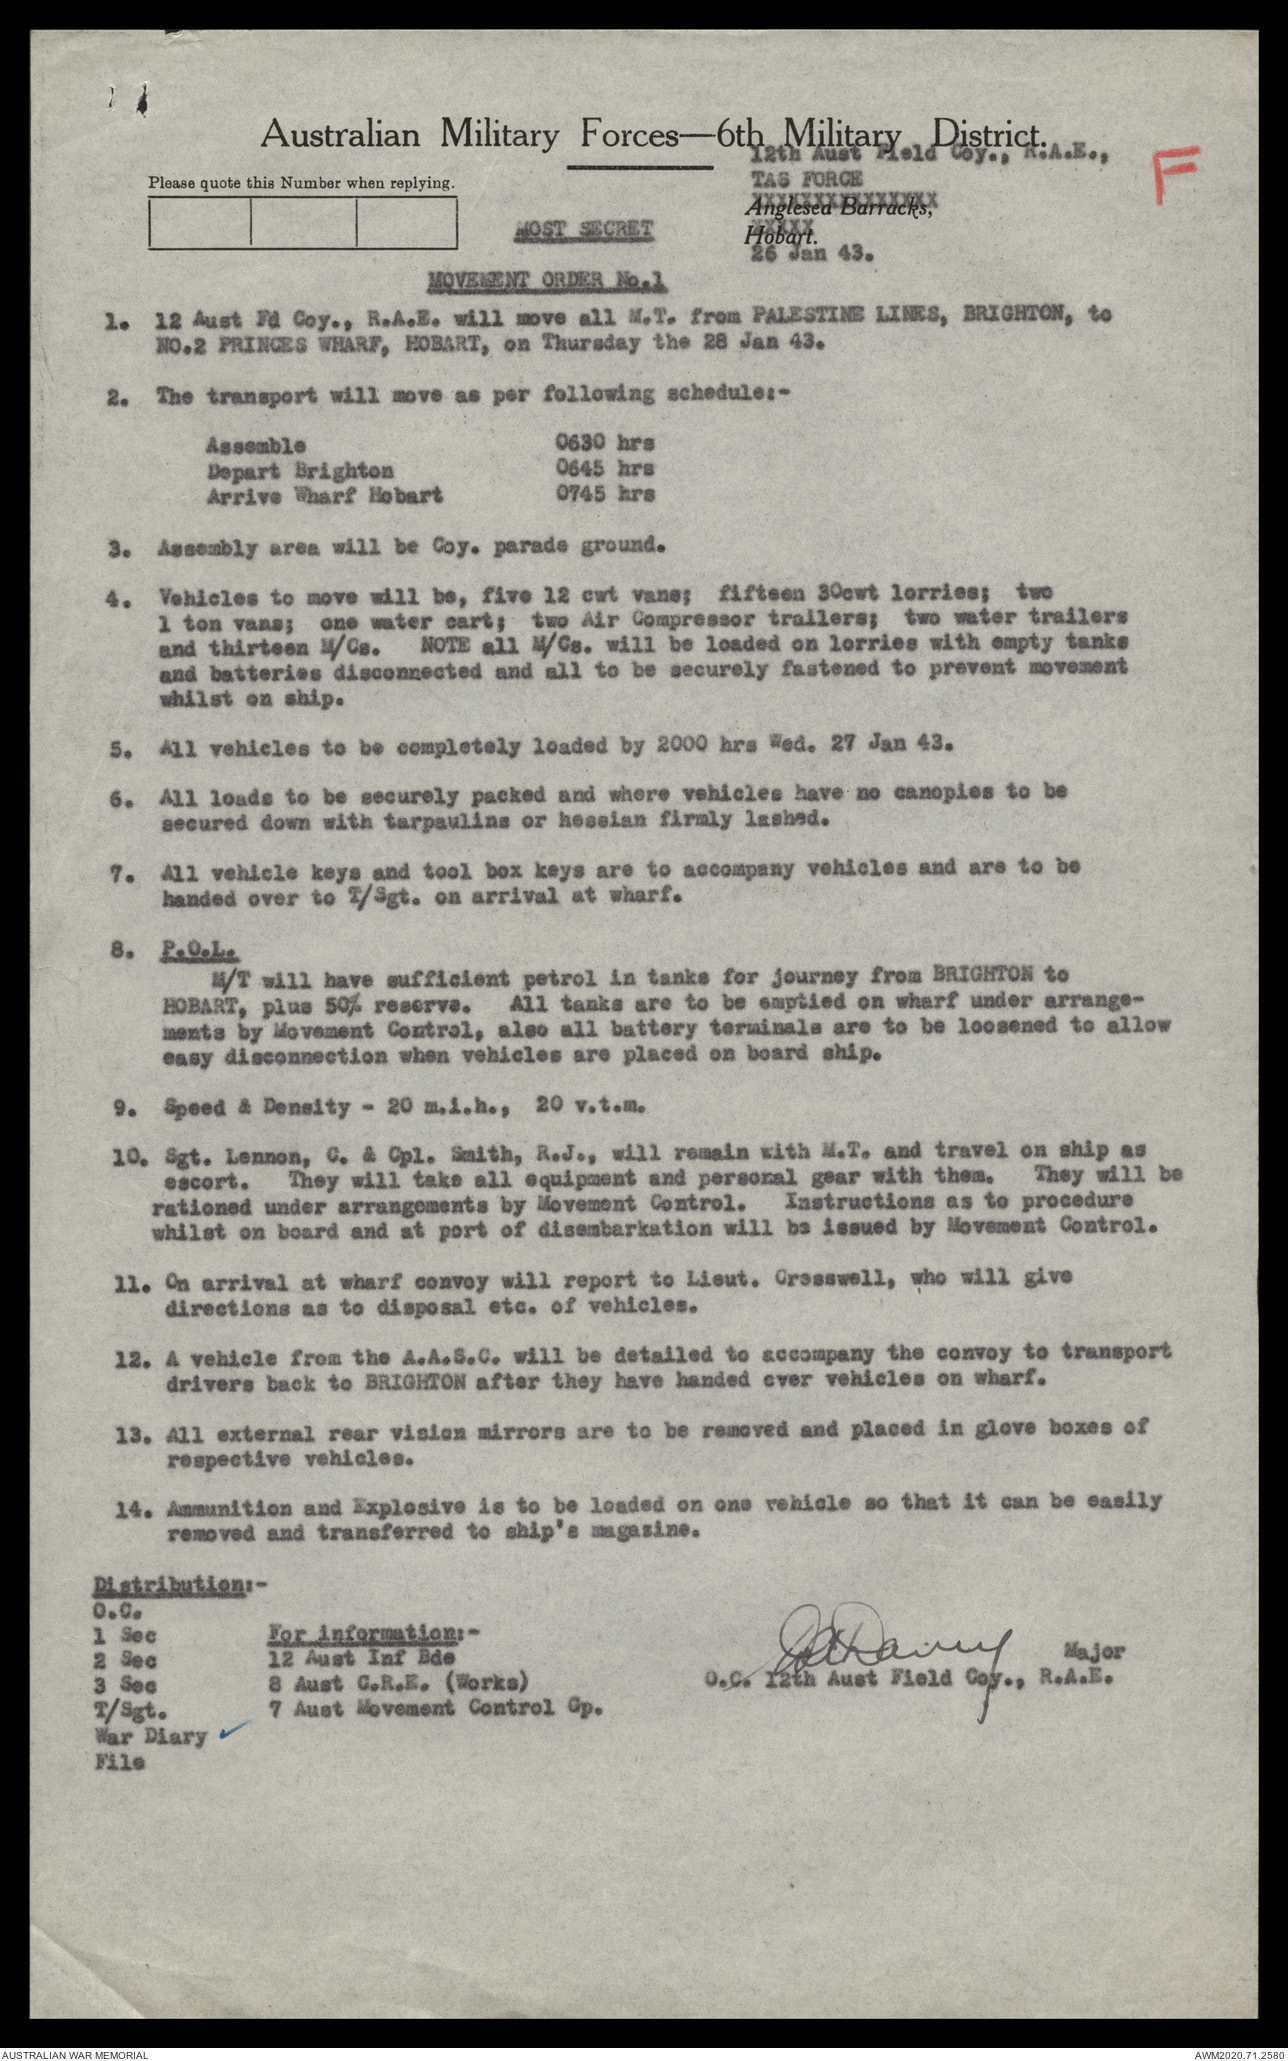 Australian Military Forces—6th Military District.
12th Aust Field Coy., R.A.E.,
F
TAS FORCE
Please quote this Number when replying.
XXXXXXXXXXXXXXX
Anglesea Barracks,
MOST SECRET
XXXXX
Hobart.
26 Jan 43.
MOVEMENT ORDER No.1
1. 12 Aust Fd Coy., R.A.E. will move all M.T. from PALESTINE LINES, BRIGHTON, to
NO.2 PRINCES WHARF, HOBART, on Thursday the 28 Jan 43.
2. The transport will move as per following schedule:-
Assemble 0630 hrs
Depart Brighton 0645 hrs
Arrive Wharf Hobart 0745 hrs
3. Assembly area will be Coy. parade ground.
4. Vehicles to move will be, five 12 cwt vans; fifteen 30cwt lorries; two
1 ton vans; one water cart; two Air Compressor trailers; two water trailers
and thirteen M/Cs. NOTE all M/Cs. will be loaded on lorries with empty tanks
and batteries disconnected and all to be securely fastened to prevent movement
whilst on ship.
5. All vehicles to be completely loaded by 2000 hrs Wed. 27 Jan 43.
6. All loads to be securely packed and where vehicles have no canopies to be
secured down with tarpaulins or hessian firmly lashed.
7. All vehicle keys and tool box keys are to accompany vehicles and are to be
handed over to T/Sgt. on arrival at wharf.
8. P.O.L.
M/T will have sufficient petrol in tanks for journey from BRIGHTON to
HOBART, plus 50% reserve. All tanks are to be emptied on wharf under arrange-
ments by Movement Control, also all battery terminals are to be loosened to allow
easy disconnection when vehicles are placed on board ship.
9. Speed & Density - 20 m.i.h., 20 v.t.m.
10. Sgt. Lennon, C. & Cpl. Smith, R.J., will remain with M.T. and travel on ship as
escort. They will take all equipment and personal gear with them. They will be
rationed under arrangements by Movement Control. Instructions as to procedure
whilst on board and at port of disembarkation will be issued by Movement Control.
11. On arrival at wharf convoy will report to Lieut. Cresswell, who will give
directions as to disposal etc. of vehicles.
12. A vehicle from the A.A.S.C. will be detailed to accompany the convoy to transport
drivers back to BRIGHTON after they have handed over vehicles on wharf.
13. All external rear vision mirrors are to be removed and placed in glove boxes of
respective vehicles.
14. Ammunition and Explosive is to be loaded on one vehicle so that it can be easily
removed and transferred to ship's magazine.
Distribution:-
O.C.
1 Sec For information:-
2 Sec 12 Aust Inf Bde Major
3 Sec 8 Aust C.R.E. (Works) O.C. 12th Aust Field Coy., R.A.E.
T/Sgt. 7 Aust Movement Control Gp.
War Diary ✓
File
AUSTRALIAN WAR MEMORIAL AWM2020.71.2580